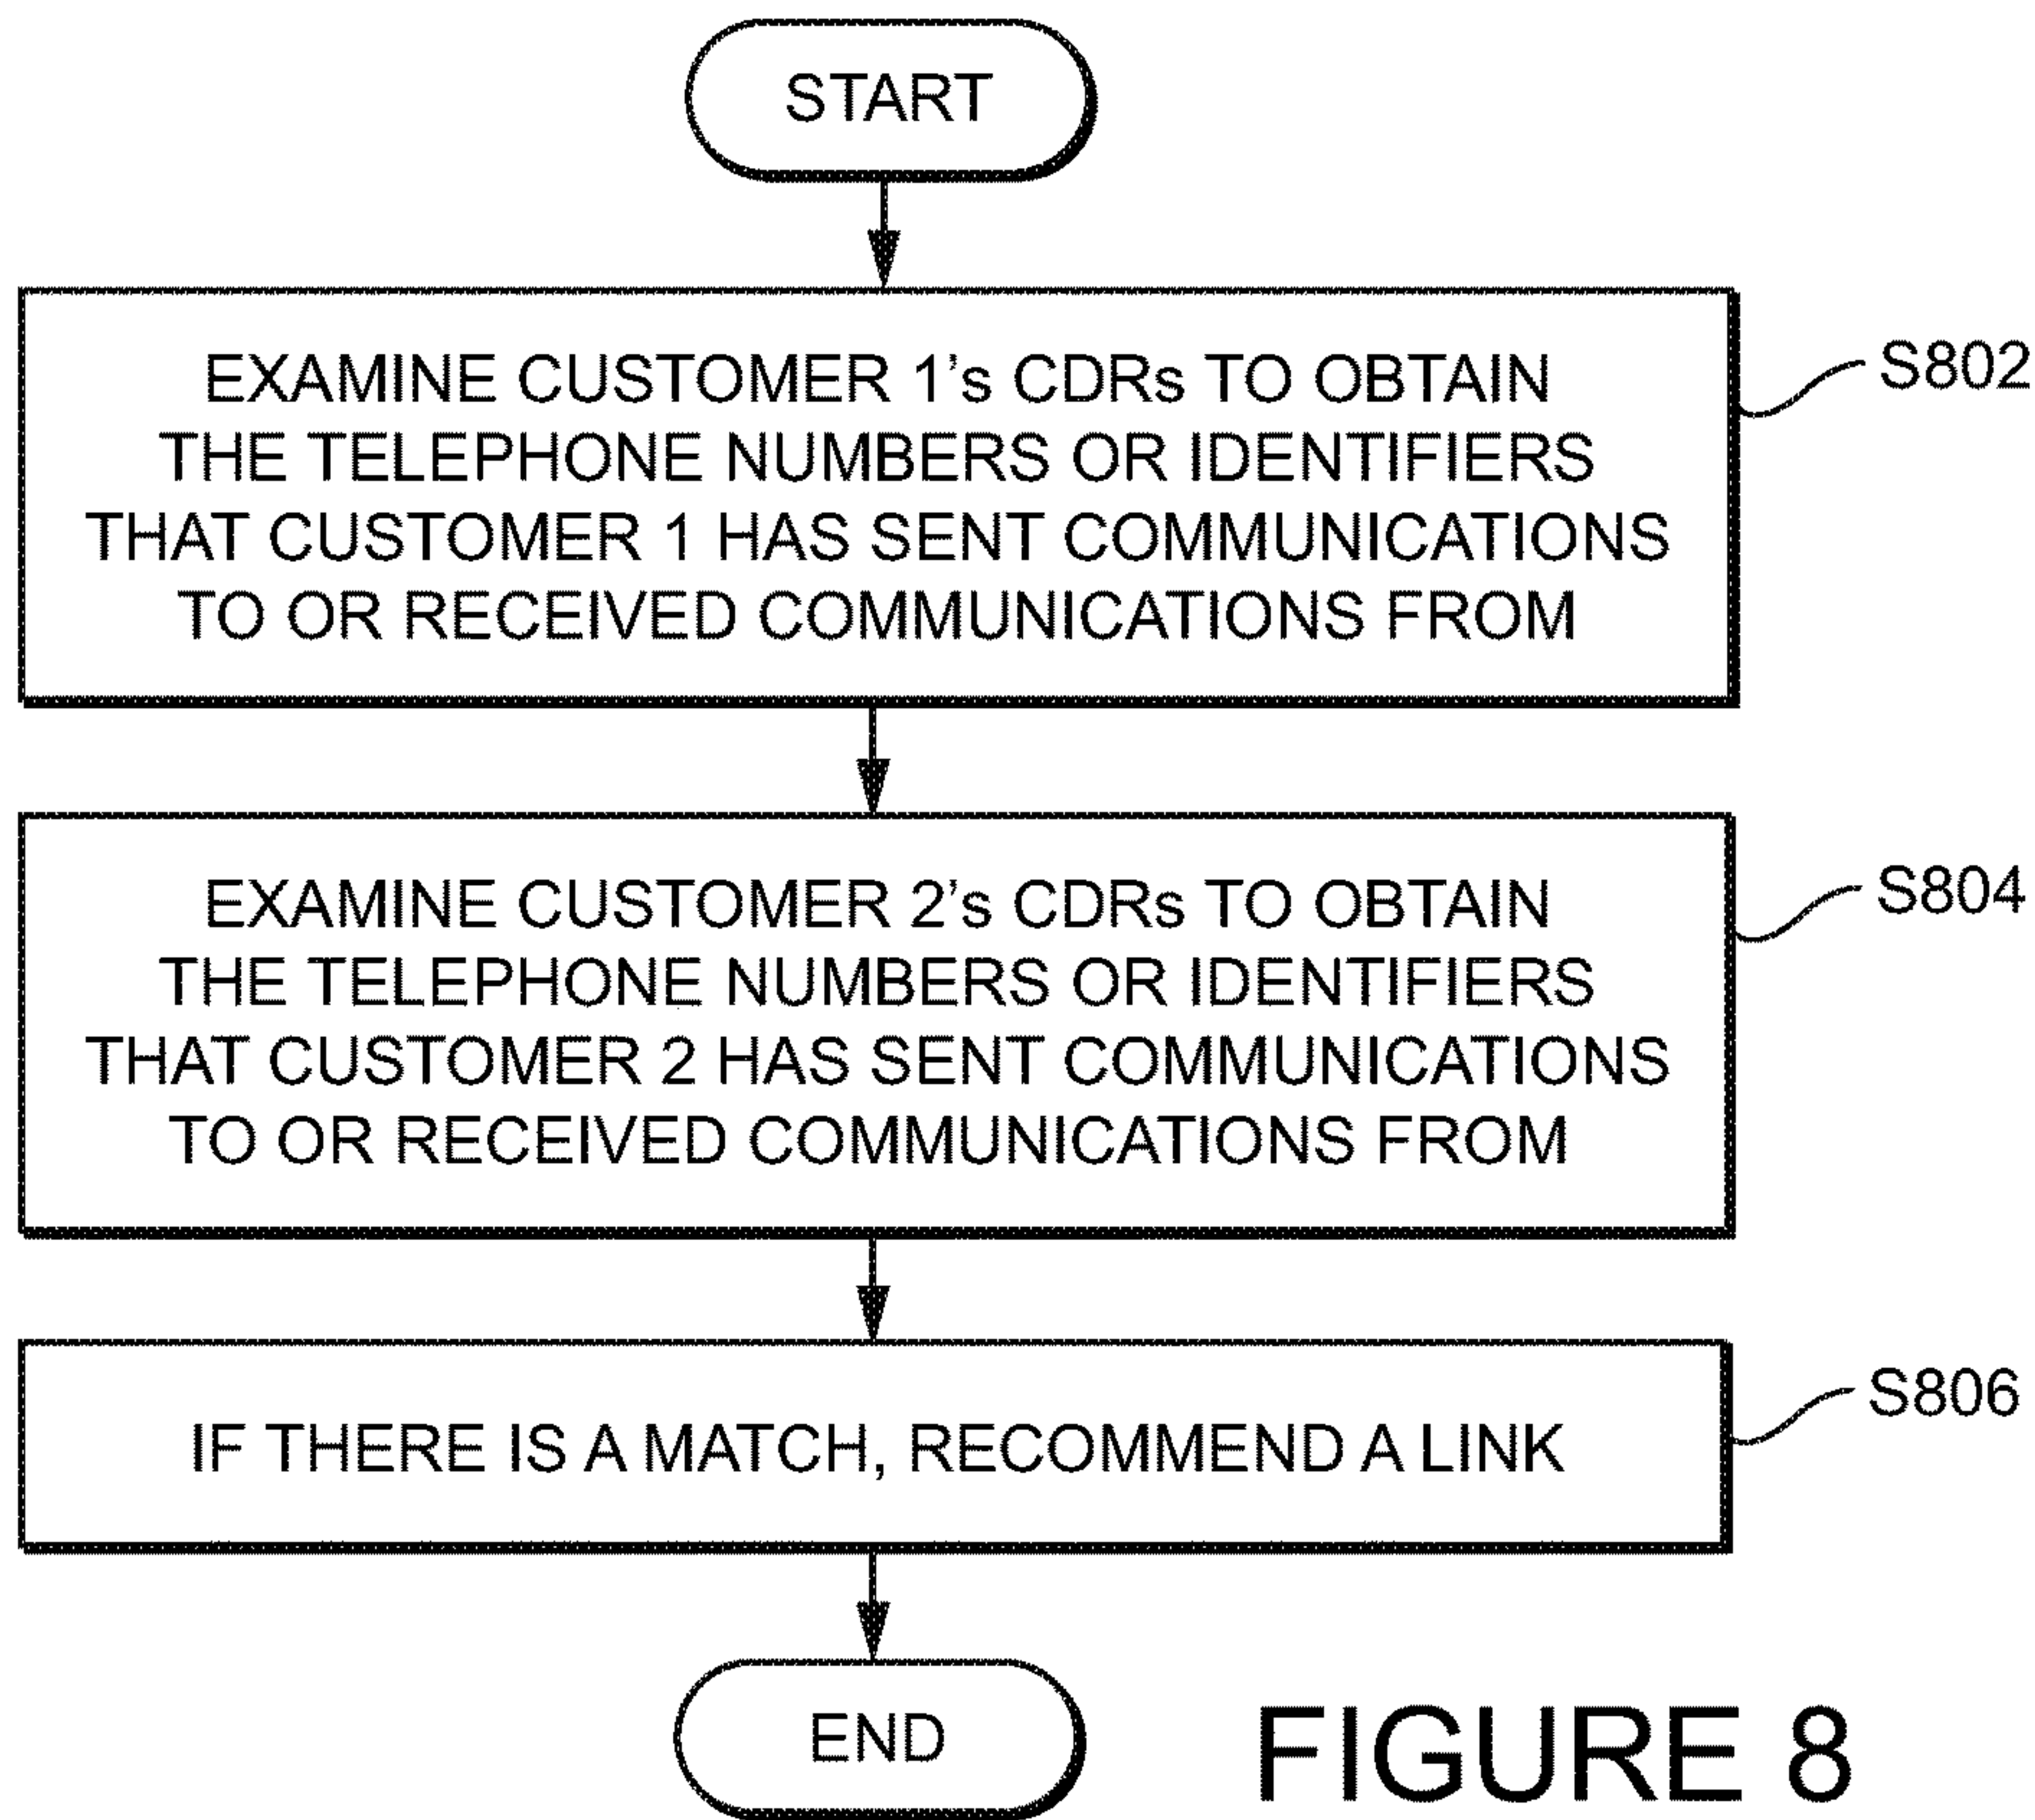 START
EXAMINE CUSTOMER 1's CDRs TO OBTAIN
THE TELEPHONE NUMBERS OR IDENTIFIERS
THAT CUSTOMER 1 HAS SENT COMMUNICATIONS
TO OR RECEIVED COMMUNICATIONS FROM
S802
EXAMINE CUSTOMER 2's CDRs TO OBTAIN
THE TELEPHONE NUMBERS OR IDENTIFIERS
THAT CUSTOMER 2 HAS SENT COMMUNICATIONS
TO OR RECEIVED COMMUNICATIONS FROM
S804
IF THERE IS A MATCH, RECOMMEND A LINK
S806
END
FIGURE 8